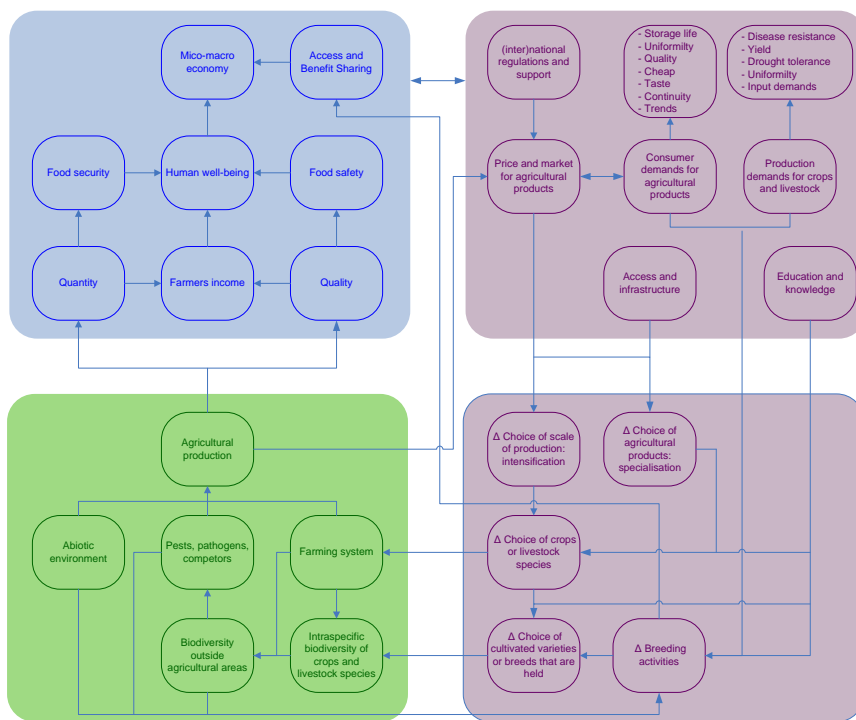 Mico-macro
economy
Access and
Benefit Sharing
Food security
Human well-being
Food safety
Quantity
Farmers income
Quality
(inter)national
regulations and
support
- Storage life
- Uniformilty
- Quality
- Cheap
- Taste
- Continuity
- Trends
- Disease resistance
- Yield
- Drought tolerance
- Uniformilty
- Input demands
Price and market
for agricultural
products
Consumer
demands for
agricultural
products
Production
demands for crops
and livestock
Access and
infrastructure
Education and
knowledge
Agricultural
production
Abiotic
environment
Pests, pathogens,
competors
Farming system
Biodiversity
outside
agricultural areas
Intraspecific
biodiversity of
crops and
livestock species
Δ Choice of scale
of production:
intensification
Δ Choice of
agricultural
products:
specialisation
Δ Choice of crops
or livestock
species
Δ Choice of
cultivated varieties
or breeds that are
held
Δ Breeding
activities